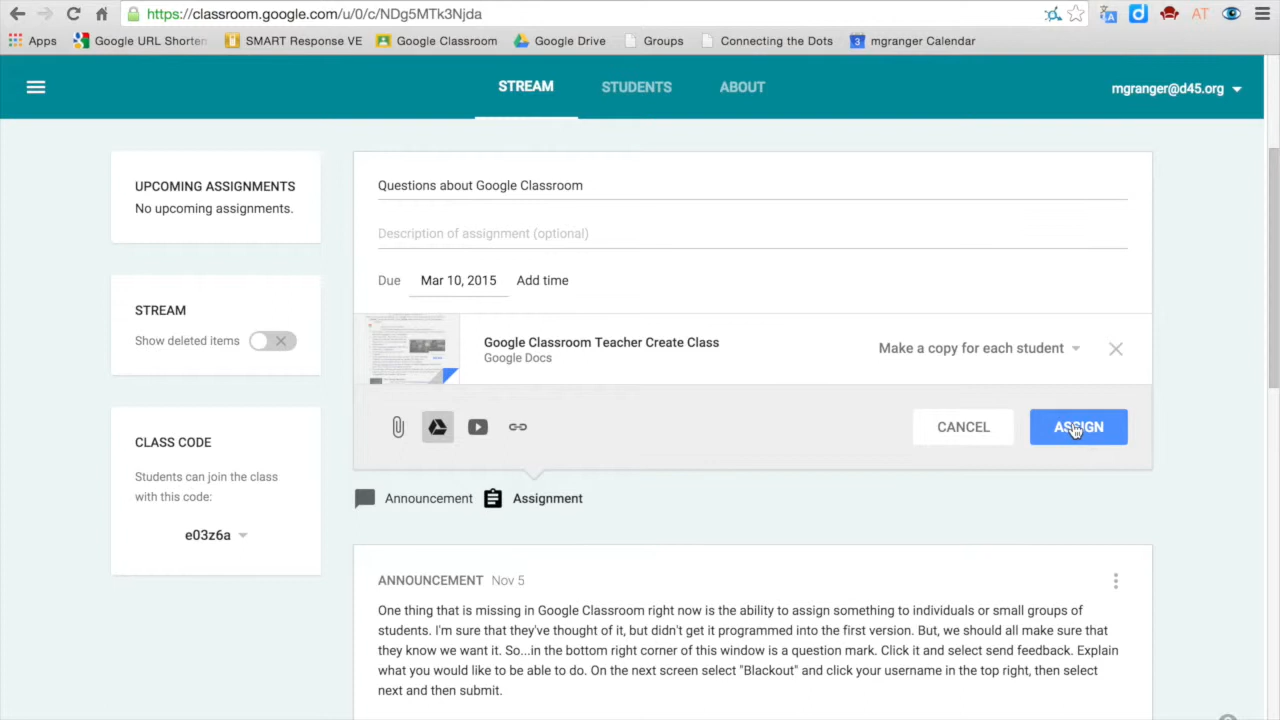 https://classroom.google.com/u/0/c/NDg5MTk3Njda
Apps Google URL Shorten SMART Response VE Google Classroom Google Drive Groups Connecting the Dots 3 mgranger Calendar
STREAM STUDENTS ABOUT
mgranger@d45.org
UPCOMING ASSIGNMENTS
No upcoming assignments.
STREAM
Show deleted items
CLASS CODE
Students can join the class
with this code:
e03z6a
Questions about Google Classroom
Description of assignment (optional)
Due Mar 10, 2015 Add time
Google Classroom Teacher Create Class
Google Docs
Make a copy for each student
CANCEL ASSIGN
Announcement Assignment
ANNOUNCEMENT Nov 5
One thing that is missing in Google Classroom right now is the ability to assign something to individuals or small groups of
students. I'm sure that they've thought of it, but didn't get it programmed into the first version. But, we should all make sure that
they know we want it. So...in the bottom right corner of this window is a question mark. Click it and select send feedback. Explain
what you would like to be able to do. On the next screen select "Blackout" and click your username in the top right, then select
next and then submit.